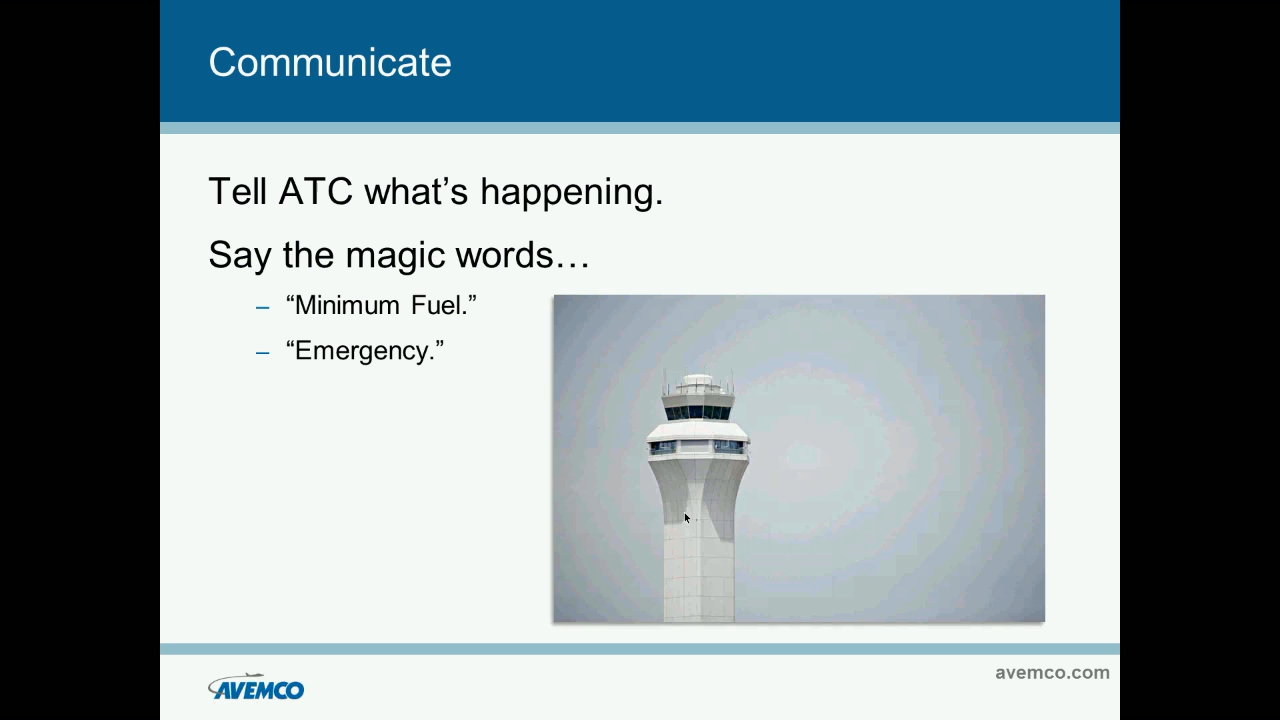 Communicate
Tell ATC what’s happening.
Say the magic words…
– “Minimum Fuel.”
– “Emergency.”
AVEMCO
avemco.com